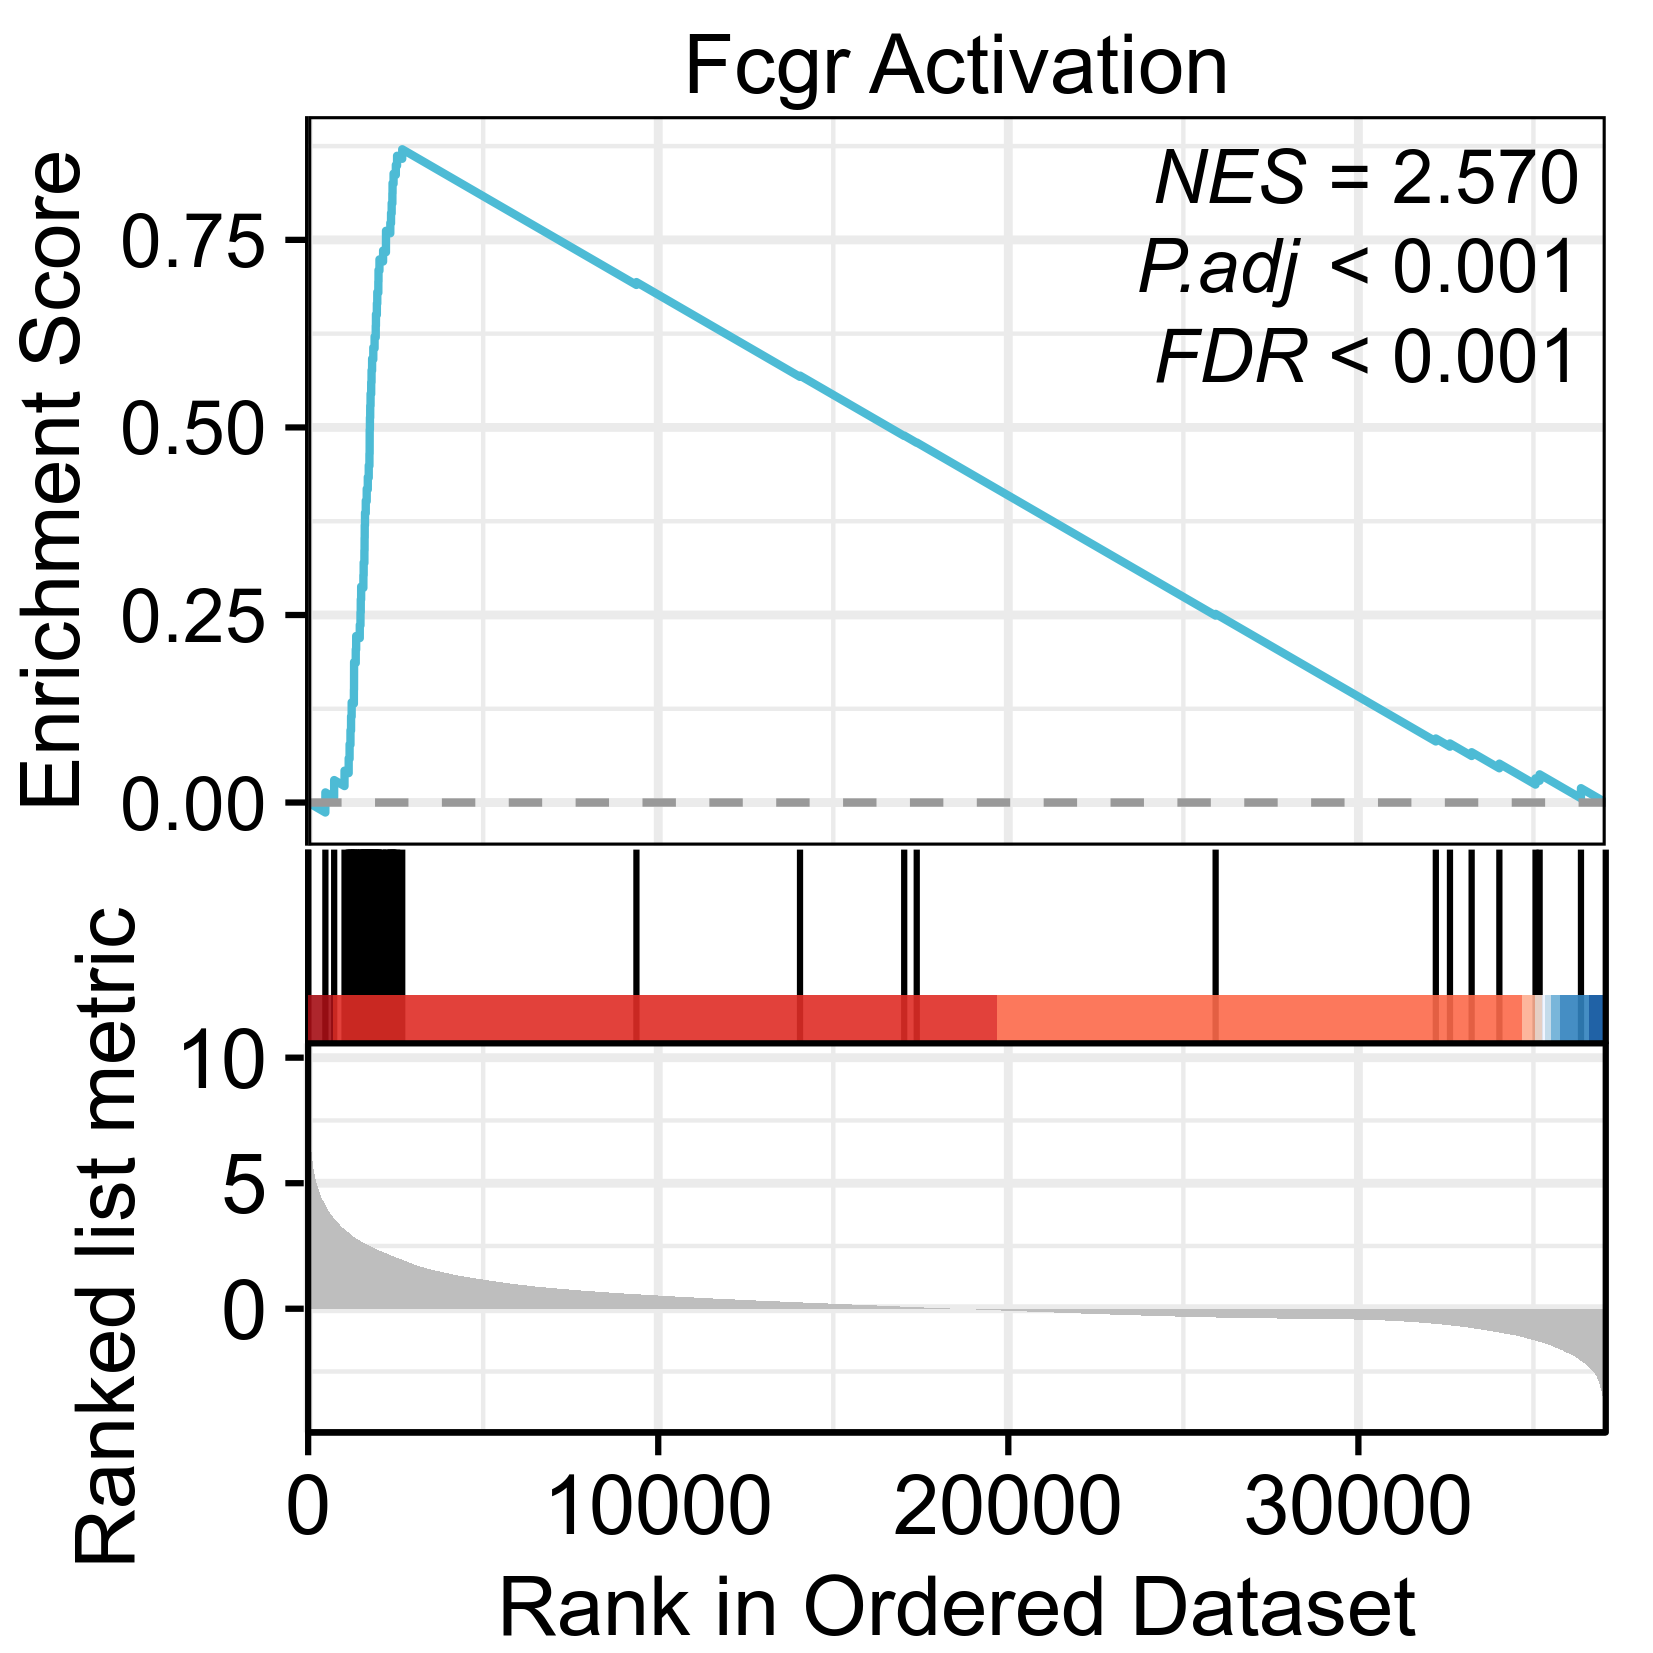 Fcgr Activation
NES = 2.570
P.adj < 0.001
FDR < 0.001
Enrichment Score
0.75
0.50
0.25
0.00
Ranked list metric
10
5
0
0 10000 20000 30000
Rank in Ordered Dataset